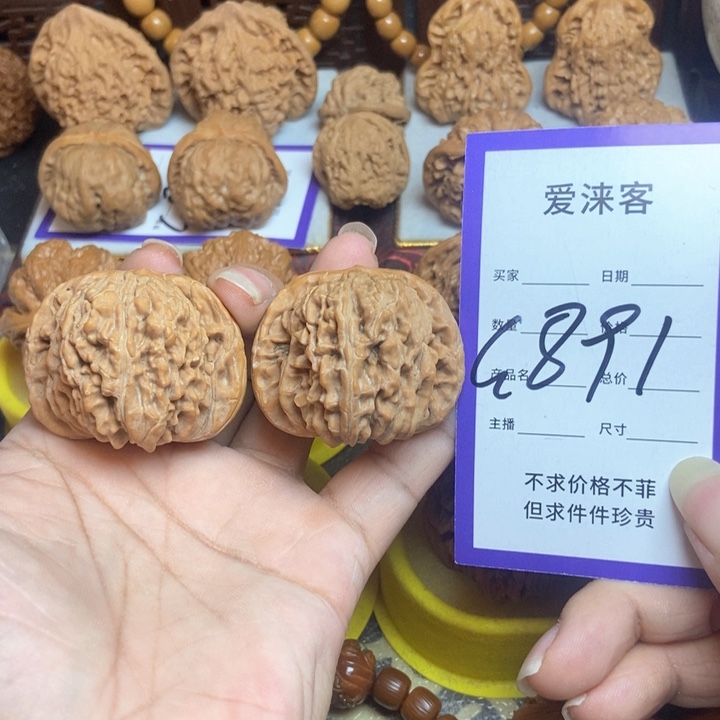 爱涞客
买家 日期
数量 价格
产品名 总价
6891
主播 尺寸
不求价格不菲
但求件件珍贵